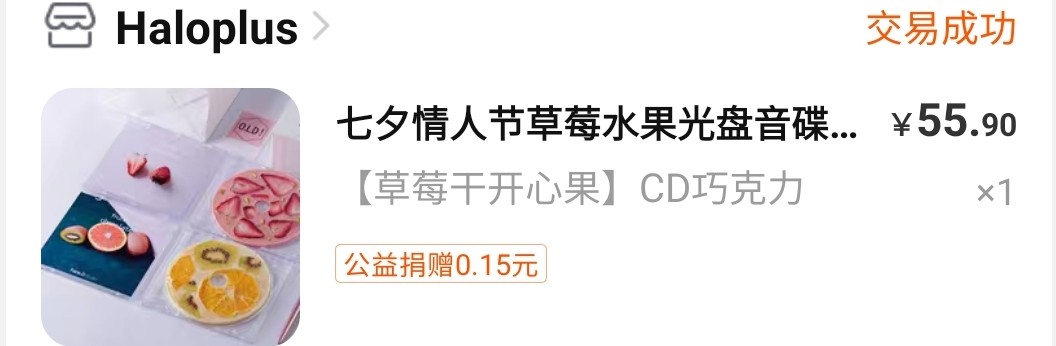 Haloplus
交易成功
七夕情人节草莓水果光盘音碟... ¥55.90
【草莓干开心果】CD巧克力 ×1
公益捐赠0.15元
OLD!